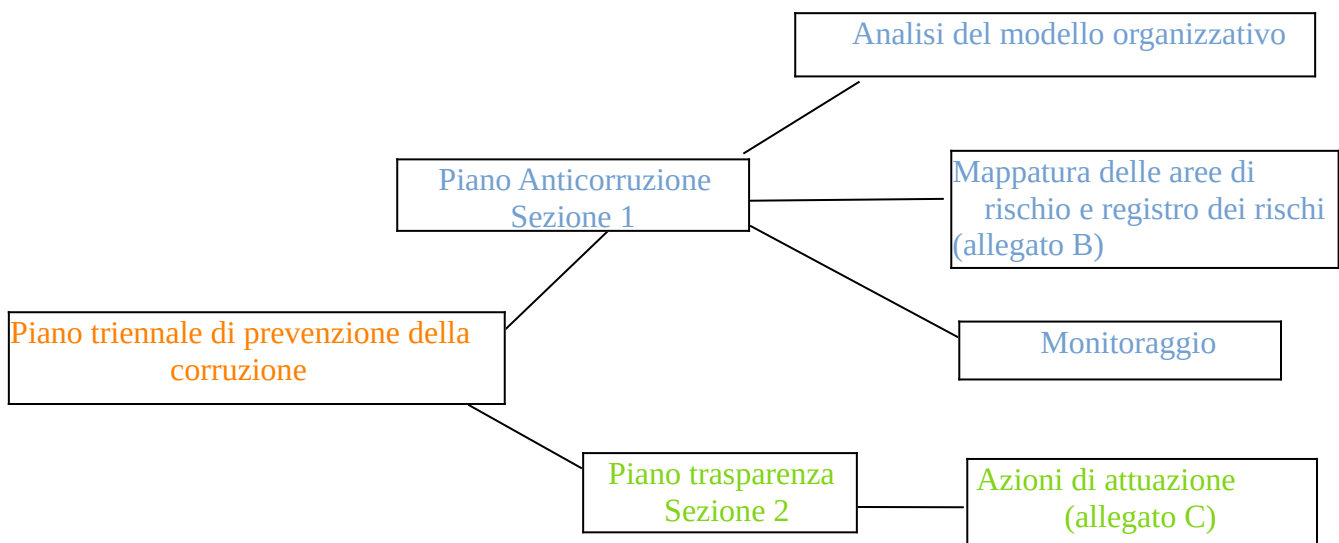 Analisi del modello organizzativo
Piano Anticorruzione
Sezione 1
Mappatura delle aree di
rischio e registro dei rischi
(allegato B)
Piano triennale di prevenzione della
corruzione
Monitoraggio
Piano trasparenza
Sezione 2
Azioni di attuazione
(allegato C)